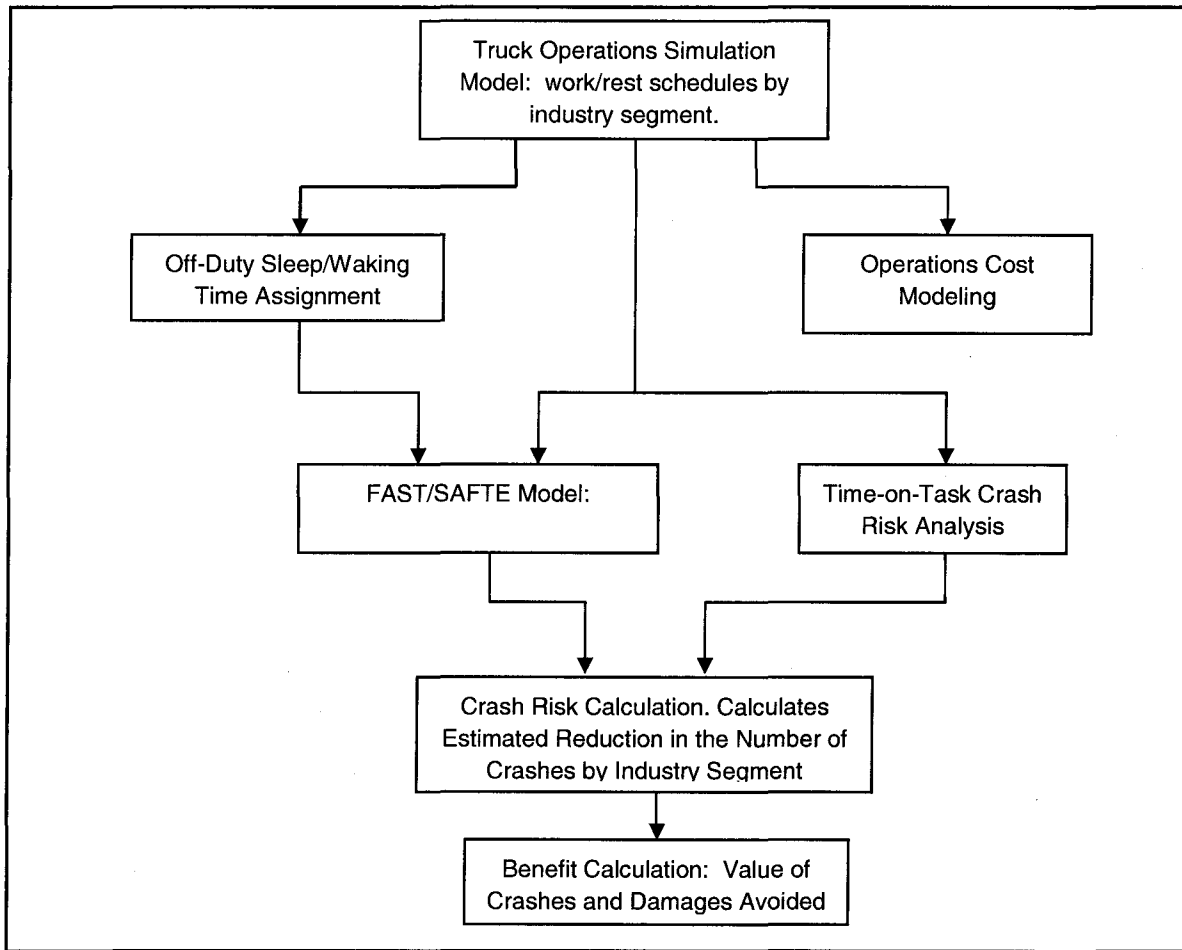 Truck Operations Simulation
Model: work/rest schedules by
industry segment.
Off-Duty Sleep/Waking
Time Assignment
Operations Cost
Modeling
FAST/SAFTE Model:
Time-on-Task Crash
Risk Analysis
Crash Risk Calculation. Calculates
Estimated Reduction in the Number of
Crashes by Industry Segment
Benefit Calculation: Value of
Crashes and Damages Avoided